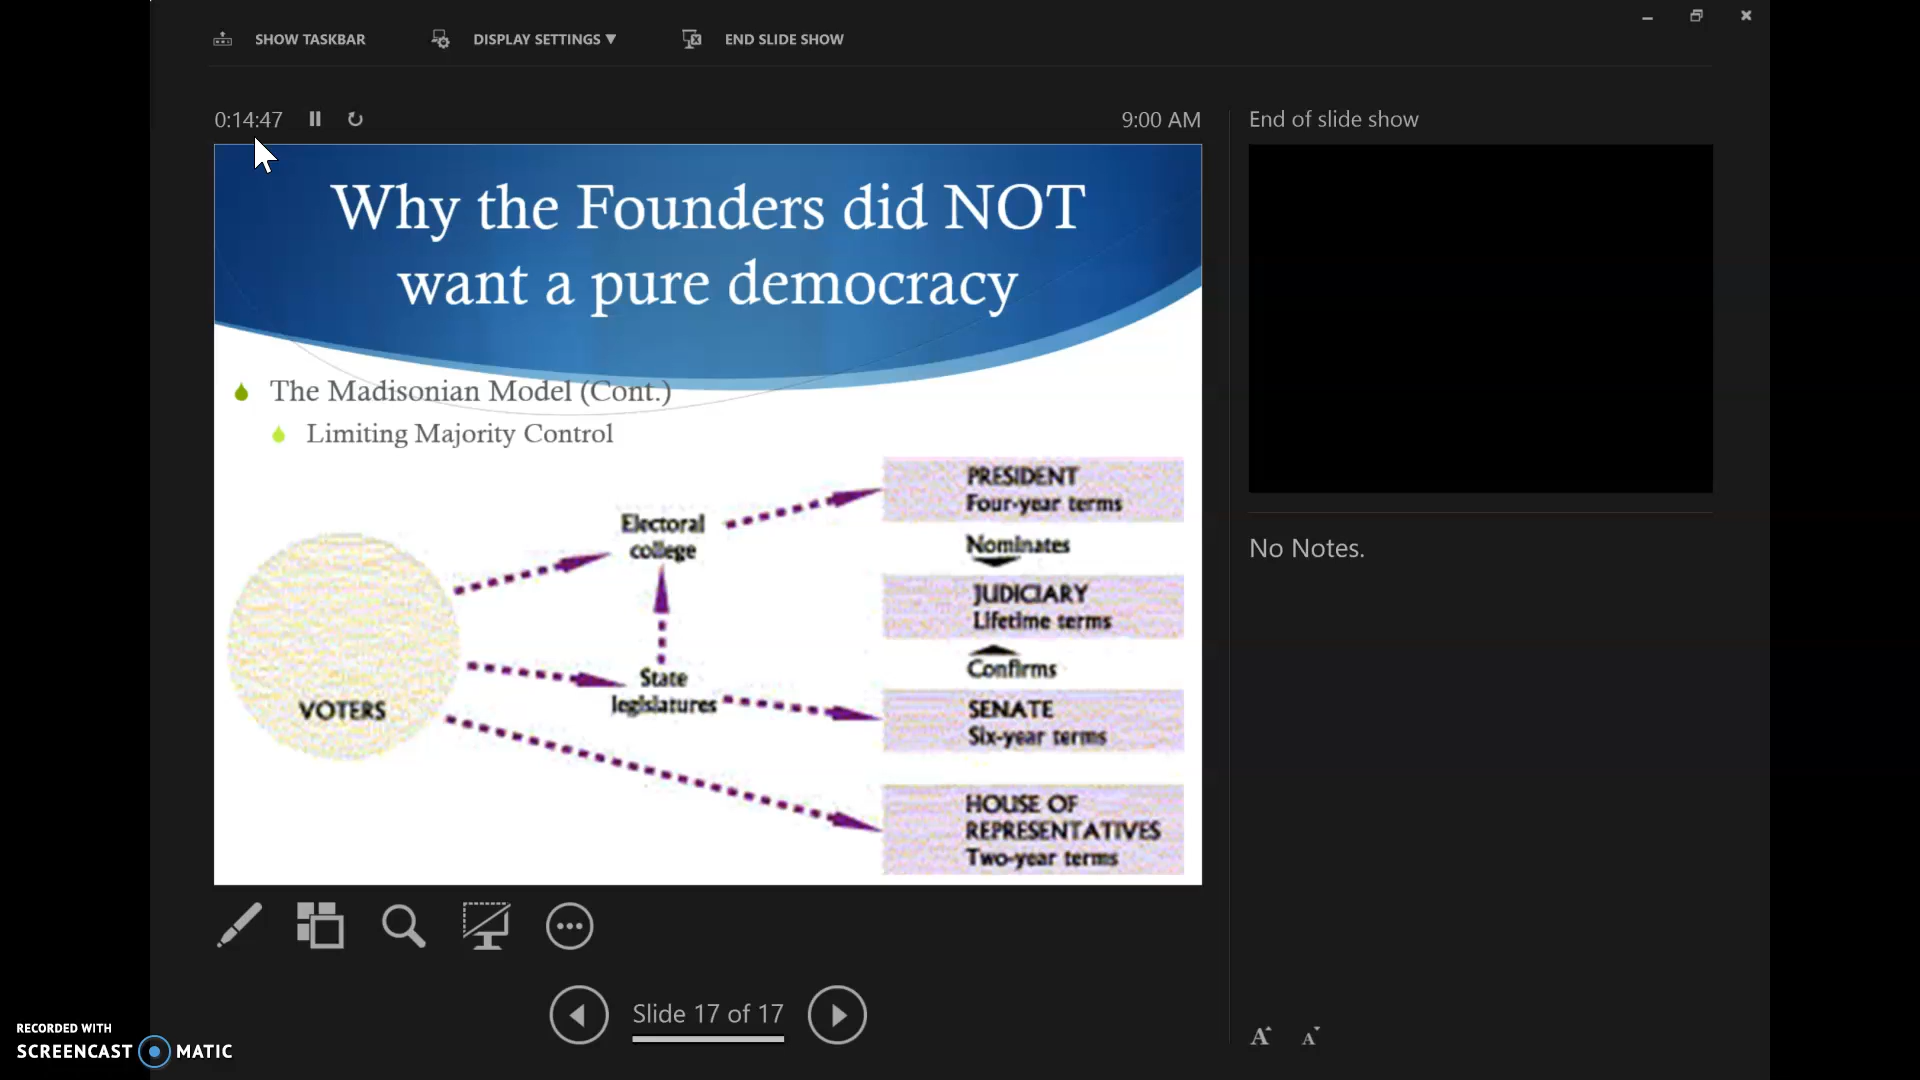 SHOW TASKBAR
DISPLAY SETTINGS ▼
END SLIDE SHOW
0:14:47
9:00 AM
End of slide show
Why the Founders did NOT
want a pure democracy
The Madisonian Model (Cont.)
Limiting Majority Control
PRESIDENT
Four-year terms
Electoral
college
Nominates
JUDICIARY
Lifetime terms
Confirms
State
legislatures
VOTERS
SENATE
Six-year terms
HOUSE OF
REPRESENTATIVES
Two-year terms
No Notes.
Slide 17 of 17
A A
RECORDED WITH
SCREENCAST MATIC